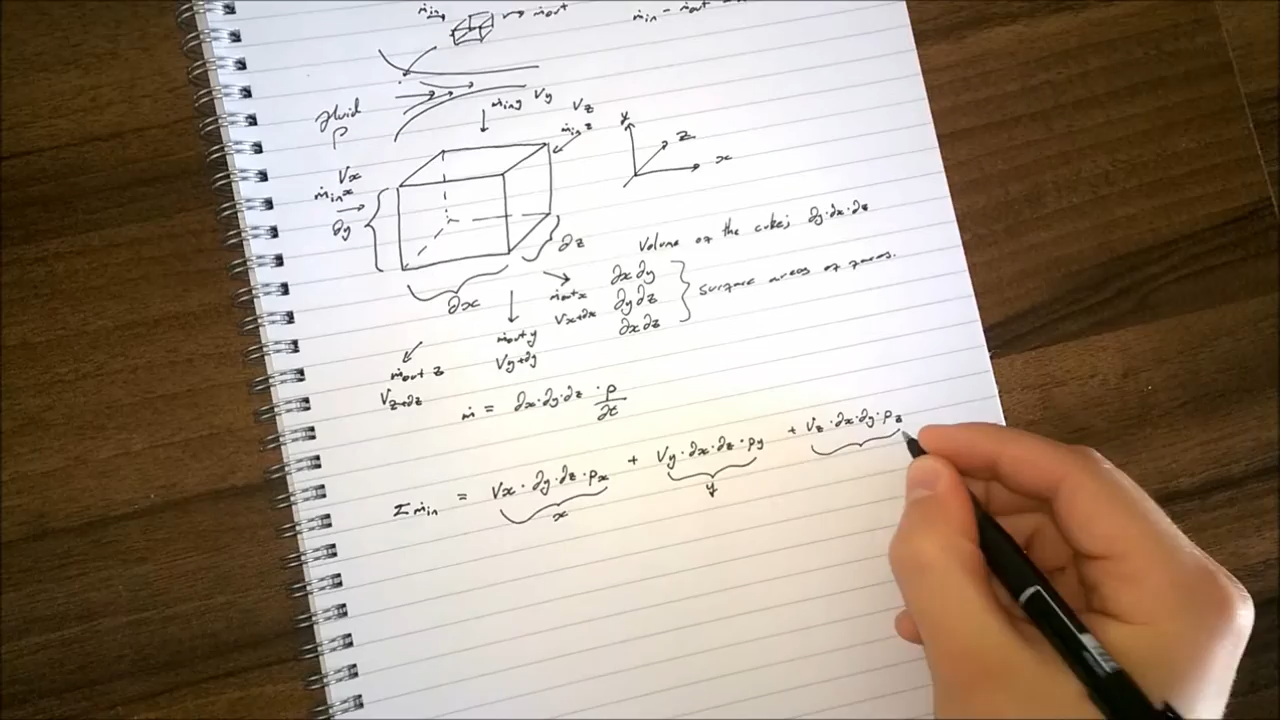 ṁin → ṁout ṁin - ṁout =
fluid
ρ
ṁin y Vy
Vz
ṁin z
y
z
x
Vx
ṁin x
∂y
∂z
∂x
Volume of the cube; ∂y·∂x·∂z
∂x ∂y
∂y ∂z
∂x ∂z
Surface areas of faces.
ṁout x
Vx+∂x
ṁout y
Vy+∂y
ṁout z
Vz+∂z
ṁ = ∂x·∂y·∂z · ρ/∂t
Σṁin = Vx·∂y·∂z·ρx + Vy·∂x·∂z·ρy + Vz·∂x·∂y·ρz
x
y